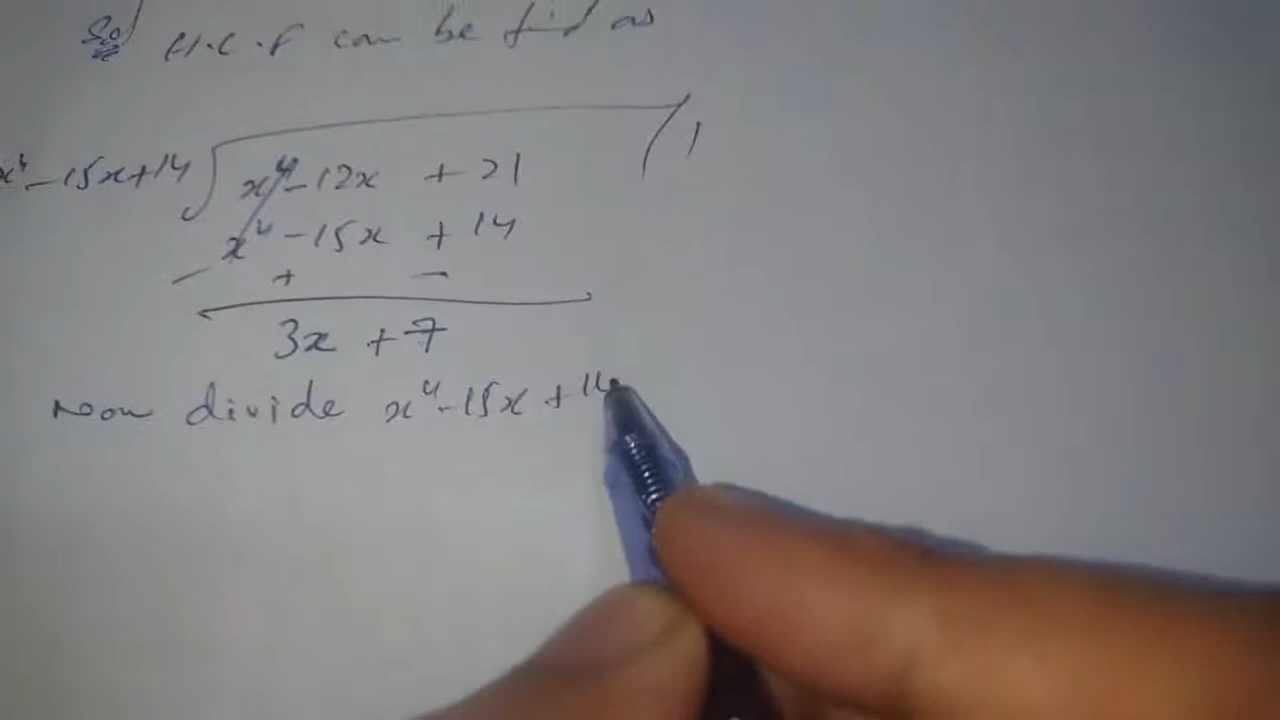 So H.C.F can be find as
x⁴-15x+14 x⁴-12x +21 1
x⁴-15x +14
- + -
3x +7
Now divide x⁴-15x+14